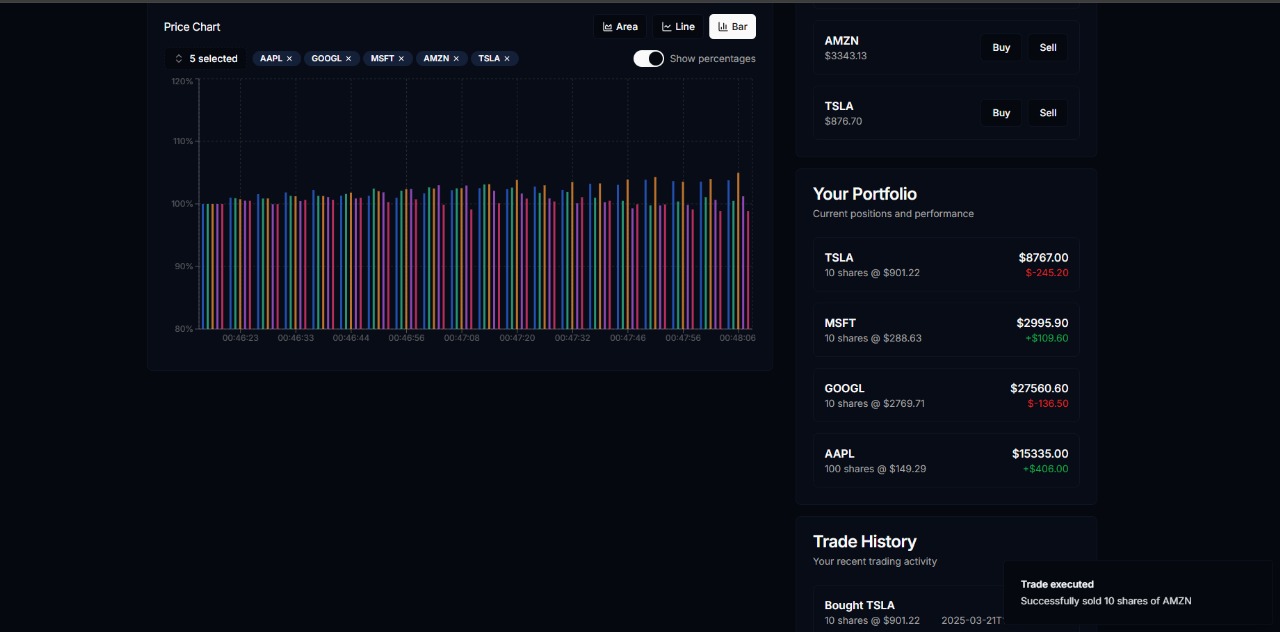 Price Chart
Area Line Bar
5 selected AAPL × GOOGL × MSFT × AMZN × TSLA × Show percentages
120%
110%
100%
90%
80%
00:46:23 00:46:33 00:46:44 00:46:56 00:47:08 00:47:20 00:47:32 00:47:46 00:47:56 00:48:06
AMZN
$3343.13
Buy Sell
TSLA
$876.70
Buy Sell
Your Portfolio
Current positions and performance
TSLA $8767.00
10 shares @ $901.22 $-245.20
MSFT $2995.90
10 shares @ $288.63 +$109.60
GOOGL $27560.60
10 shares @ $2769.71 $-136.50
AAPL $15335.00
100 shares @ $149.29 +$406.00
Trade History
Your recent trading activity
Bought TSLA
10 shares @ $901.22 2025-03-21T
Trade executed
Successfully sold 10 shares of AMZN